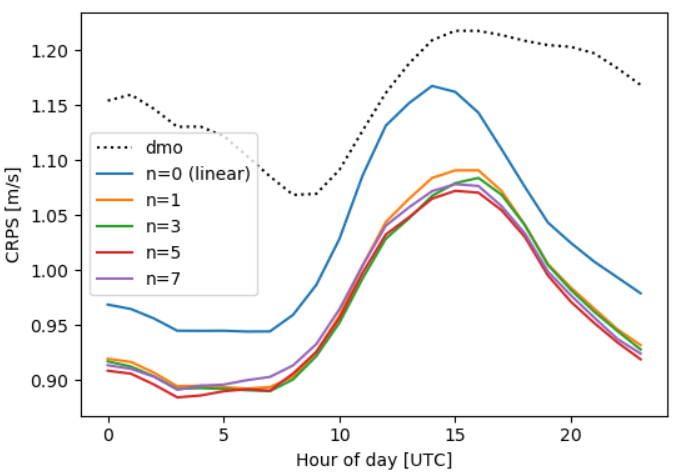 1.20
1.15
1.10
1.05
1.00
0.95
0.90
CRPS [m/s]
dmo
n=0 (linear)
n=1
n=3
n=5
n=7
0 5 10 15 20
Hour of day [UTC]